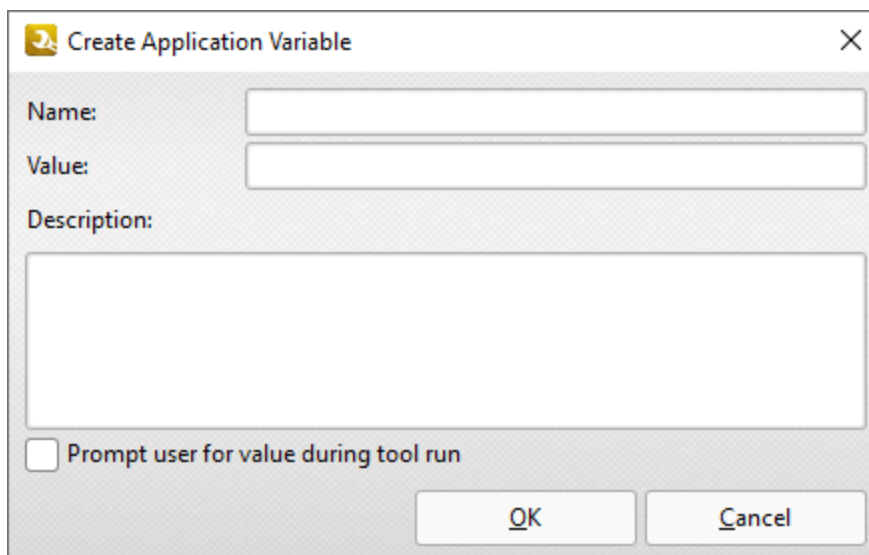 Create Application Variable
Name:
Value:
Description:
Prompt user for value during tool run
OK
Cancel